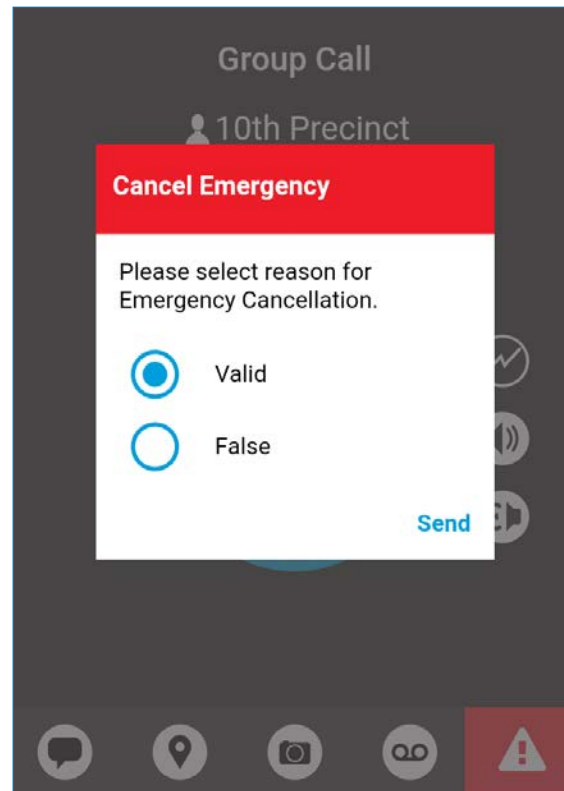 Group Call
10th Precinct
Cancel Emergency
Please select reason for
Emergency Cancellation.
Valid
False
Send